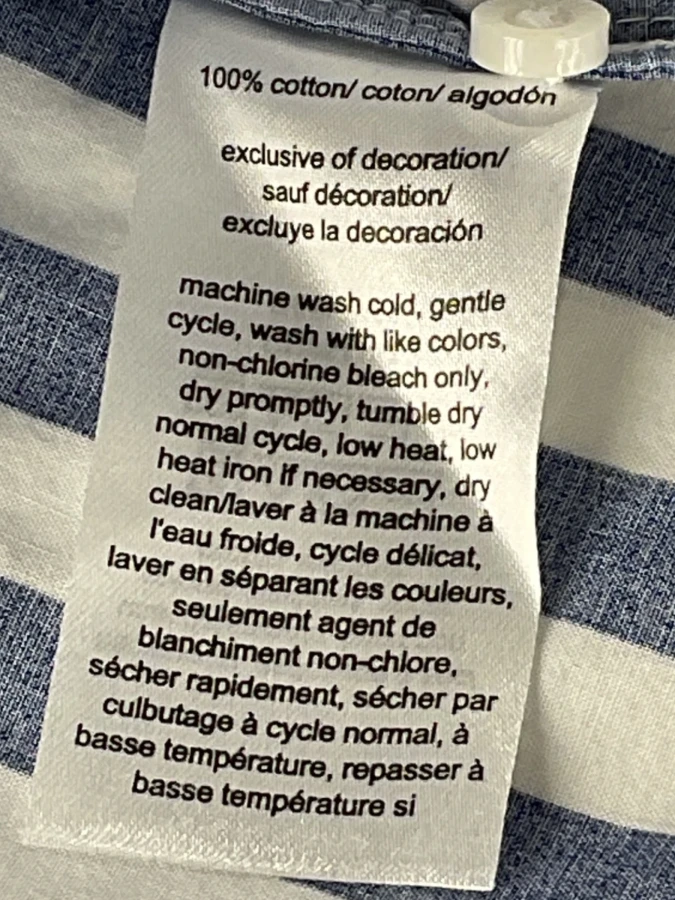 100% cotton/ coton/ algodón
exclusive of decoration/
sauf décoration/
excluye la decoración
machine wash cold, gentle
cycle, wash with like colors,
non-chlorine bleach only,
dry promptly, tumble dry
normal cycle, low heat, low
heat iron if necessary, dry
clean/laver à la machine à
l'eau froide, cycle délicat,
laver en séparant les couleurs,
seulement agent de
blanchiment non-chlore,
sécher rapidement, sécher par
culbutage à cycle normal, à
basse température, repasser à
basse température si